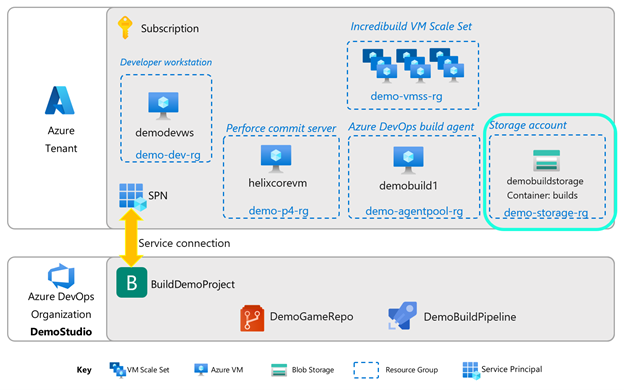 Subscription
Incredibuild VM Scale Set
demo-vmss-rg
Developer workstation
demodevws
demo-dev-rg
Azure
Tenant
Perforce commit server
helixcorevm
demo-p4-rg
Azure DevOps build agent
demobuild1
demo-agentpool-rg
Storage account
demobuildstorage
Container: builds
demo-storage-rg
SPN
Service connection
Azure DevOps
Organization
DemoStudio
B
BuildDemoProject
DemoGameRepo
DemoBuildPipeline
Key
VM Scale Set
Azure VM
Blob Storage
Resource Group
Service Principal